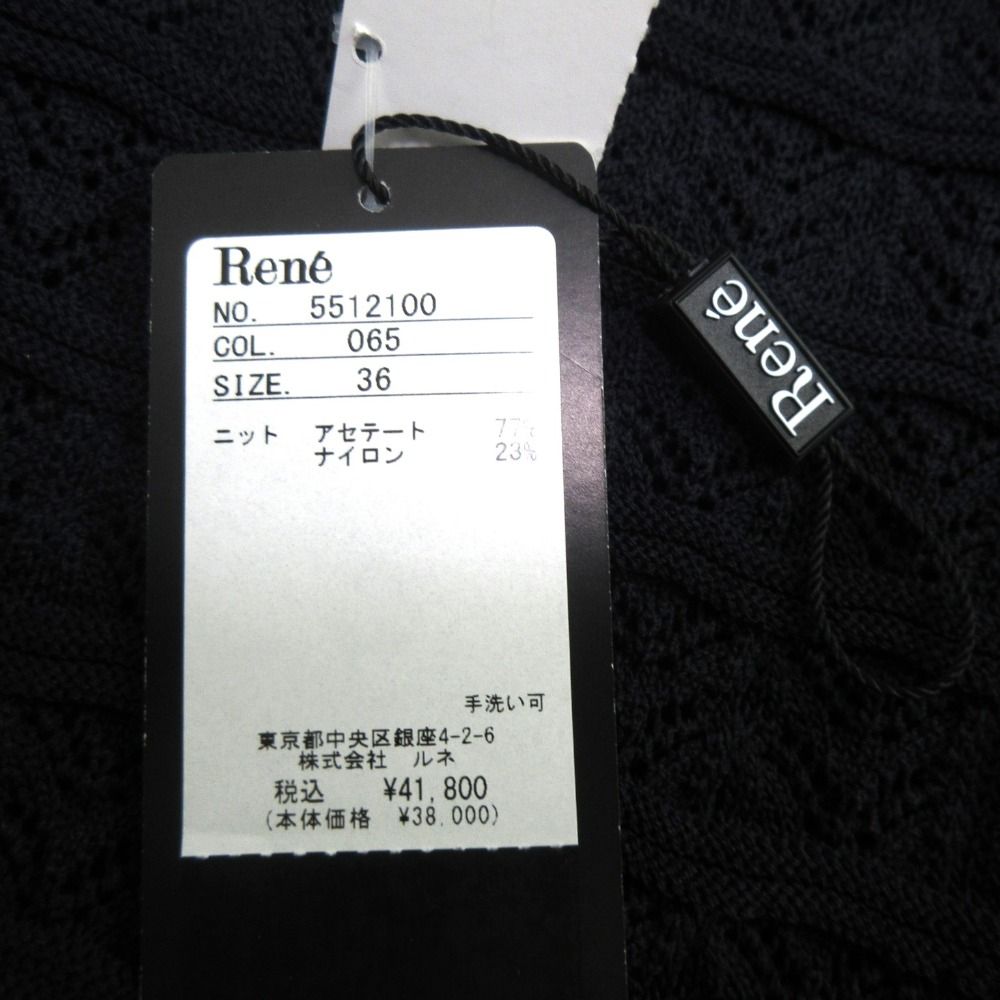 René
NO. 5512100
COL. 065
SIZE. 36
ニット アセテート 77%
ナイロン 23%
手洗い可
東京都中央区銀座4-2-6
株式会社 ルネ
税込 ¥41,800
(本体価格 ¥38,000)
René